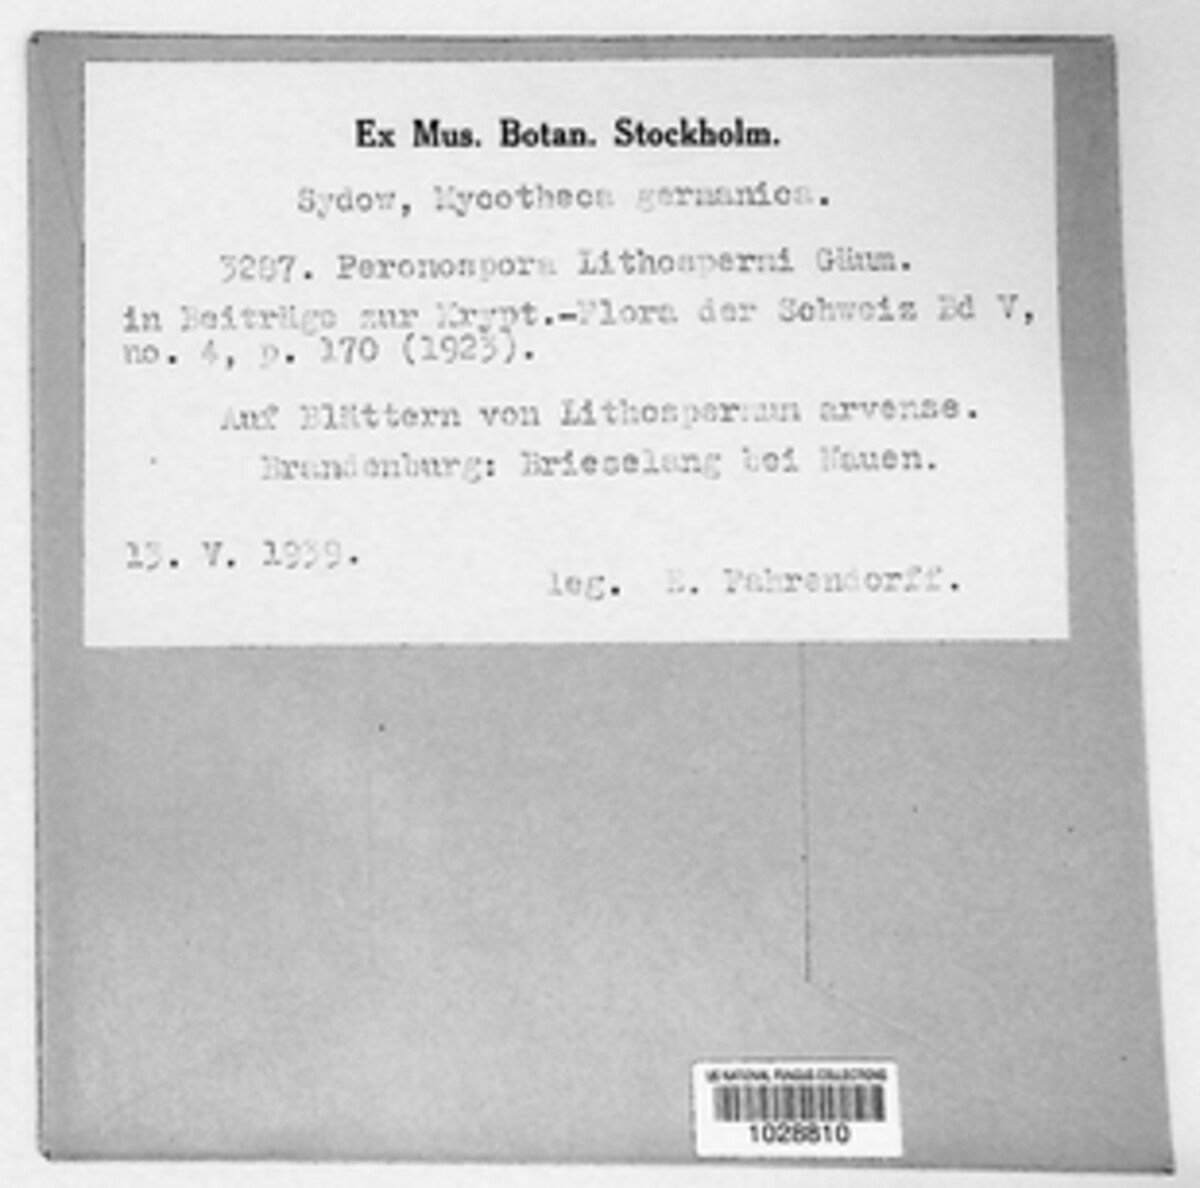 Ex Mus. Botan. Stockholm.
Sydow, Mycotheca germanica.
3287. Peronospora Lithospermi Gäum.
in Beiträge zur Krypt.-Flora der Schweiz Bd V,
no. 4, p. 170 (1923).
Auf Blättern von Lithospermum arvense.
Brandenburg: Brieselang bei Nauen.
13. V. 1939.
leg. E. Fahrendorff.
US NATIONAL FUNGUS COLLECTIONS
1028810